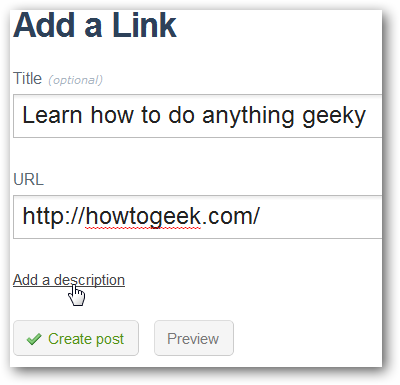 Add a Link
Title (optional)
Learn how to do anything geeky
URL
http://howtogeek.com/
Add a description
Create post Preview